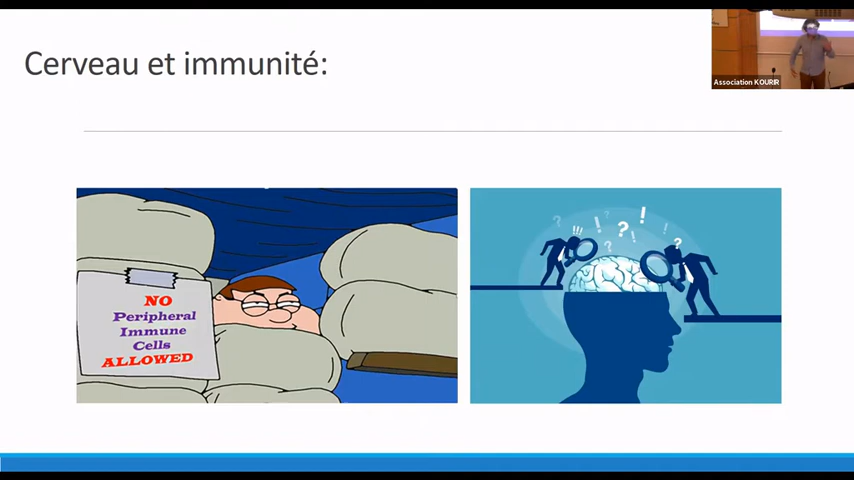 Cerveau et immunité:
Association KOURIR
NO
Peripheral
Immune
Cells
ALLOWED
? !!! ? ! ? ? ! ! ?